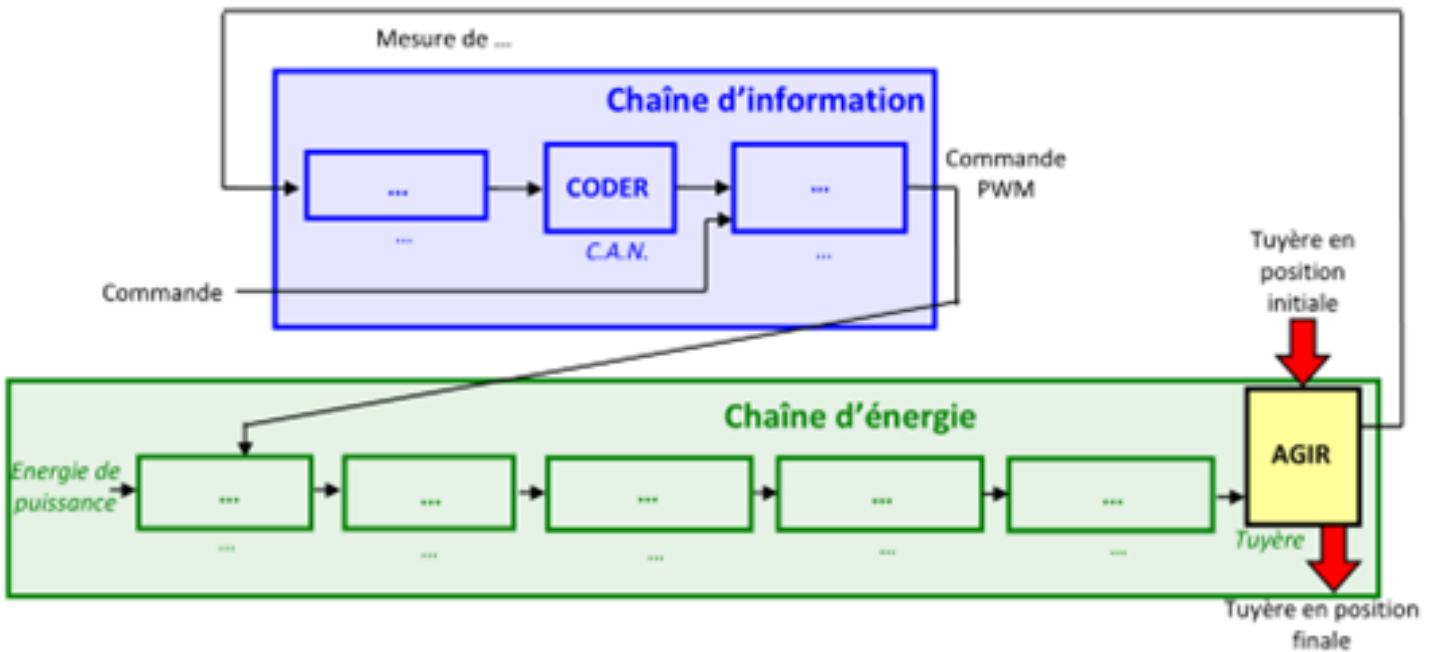 Mesure de ...
Chaîne d'information
...
CODER
...
...
C.A.N.
...
Commande
PWM
Commande
Tuyère en
position
initiale
Chaîne d'énergie
Energie de
puissance
...
...
...
...
...
AGIR
...
...
...
...
...
Tuyère
Tuyère en position
finale